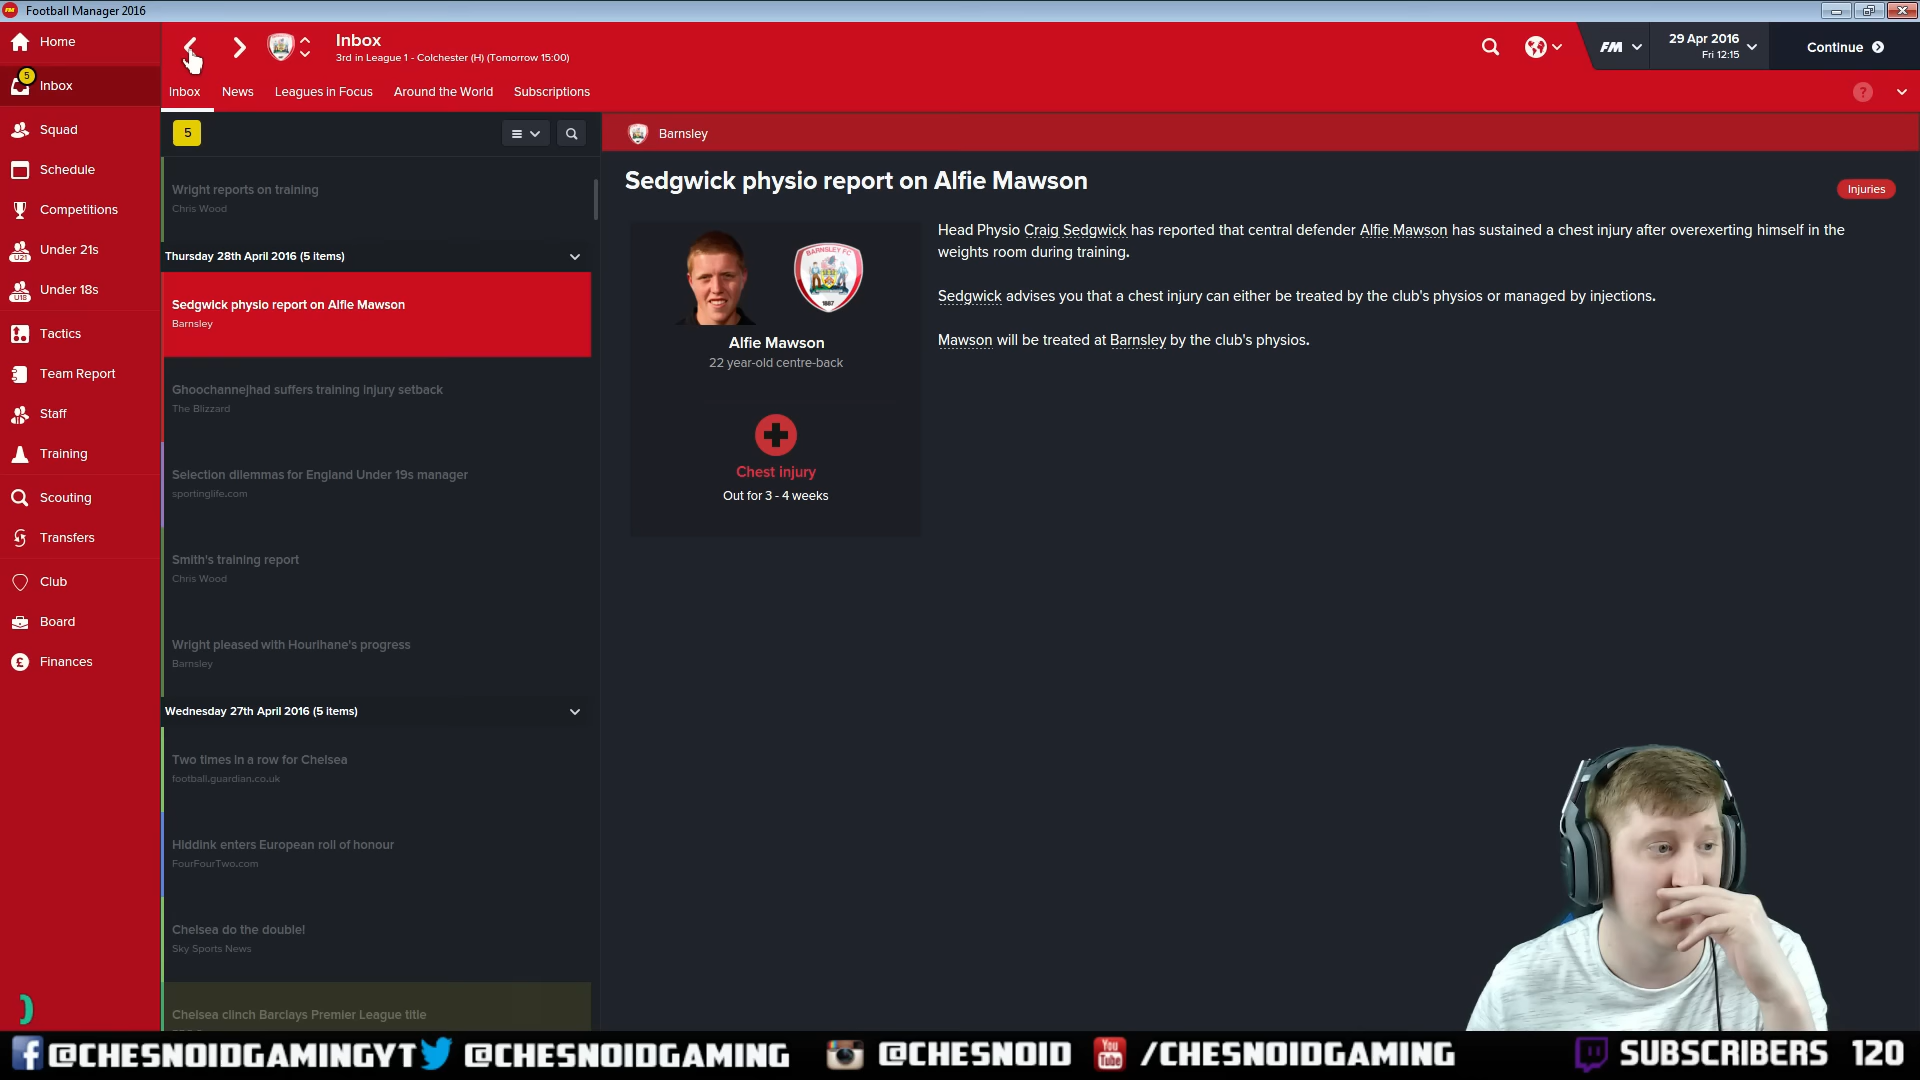 Football Manager 2016
Home
5
Inbox
Squad
Schedule
Competitions
U21
Under 21s
U18
Under 18s
Tactics
Team Report
Staff
Training
Scouting
Transfers
Club
Board
£
Finances
Inbox
3rd in League 1 - Colchester (H) (Tomorrow 15:00)
FM
29 Apr 2016
Fri 12:15
Continue
Inbox
News
Leagues in Focus
Around the World
Subscriptions
?
5
Wright reports on training
Chris Wood
Thursday 28th April 2016 (5 items)
Sedgwick physio report on Alfie Mawson
Barnsley
Ghoochannejhad suffers training injury setback
The Blizzard
Selection dilemmas for England Under 19s manager
sportinglife.com
Smith's training report
Chris Wood
Wright pleased with Hourihane's progress
Barnsley
Wednesday 27th April 2016 (5 items)
Two times in a row for Chelsea
football.guardian.co.uk
Hiddink enters European roll of honour
FourFourTwo.com
Chelsea do the double!
Sky Sports News
Chelsea clinch Barclays Premier League title
Barnsley
Sedgwick physio report on Alfie Mawson
Injuries
BARNSLEY FC
1887
Alfie Mawson
22 year-old centre-back
Chest injury
Out for 3 - 4 weeks
Head Physio Craig Sedgwick has reported that central defender Alfie Mawson has sustained a chest injury after overexerting himself in the
weights room during training.
Sedgwick advises you that a chest injury can either be treated by the club's physios or managed by injections.
Mawson will be treated at Barnsley by the club's physios.
@CHESNOIDGAMINGYT
@CHESNOIDGAMING
@CHESNOID
You Tube
/CHESNOIDGAMING
SUBSCRIBERS 120